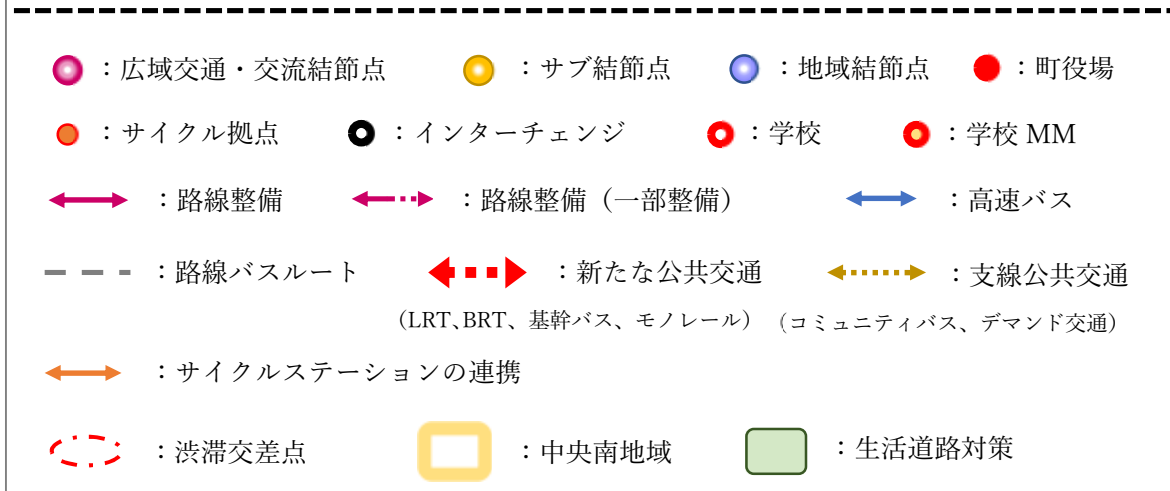 ：広域交通・交流結節点 ：サブ結節点 ：地域結節点 ：町役場
：サイクル拠点 ：インターチェンジ ：学校 ：学校 MM
：路線整備 ：路線整備（一部整備） ：高速バス
：路線バスルート ：新たな公共交通 ：支線公共交通
（LRT、BRT、基幹バス、モノレール） （コミュニティバス、デマンド交通）
：サイクルステーションの連携
：渋滞交差点 ：中央南地域 ：生活道路対策